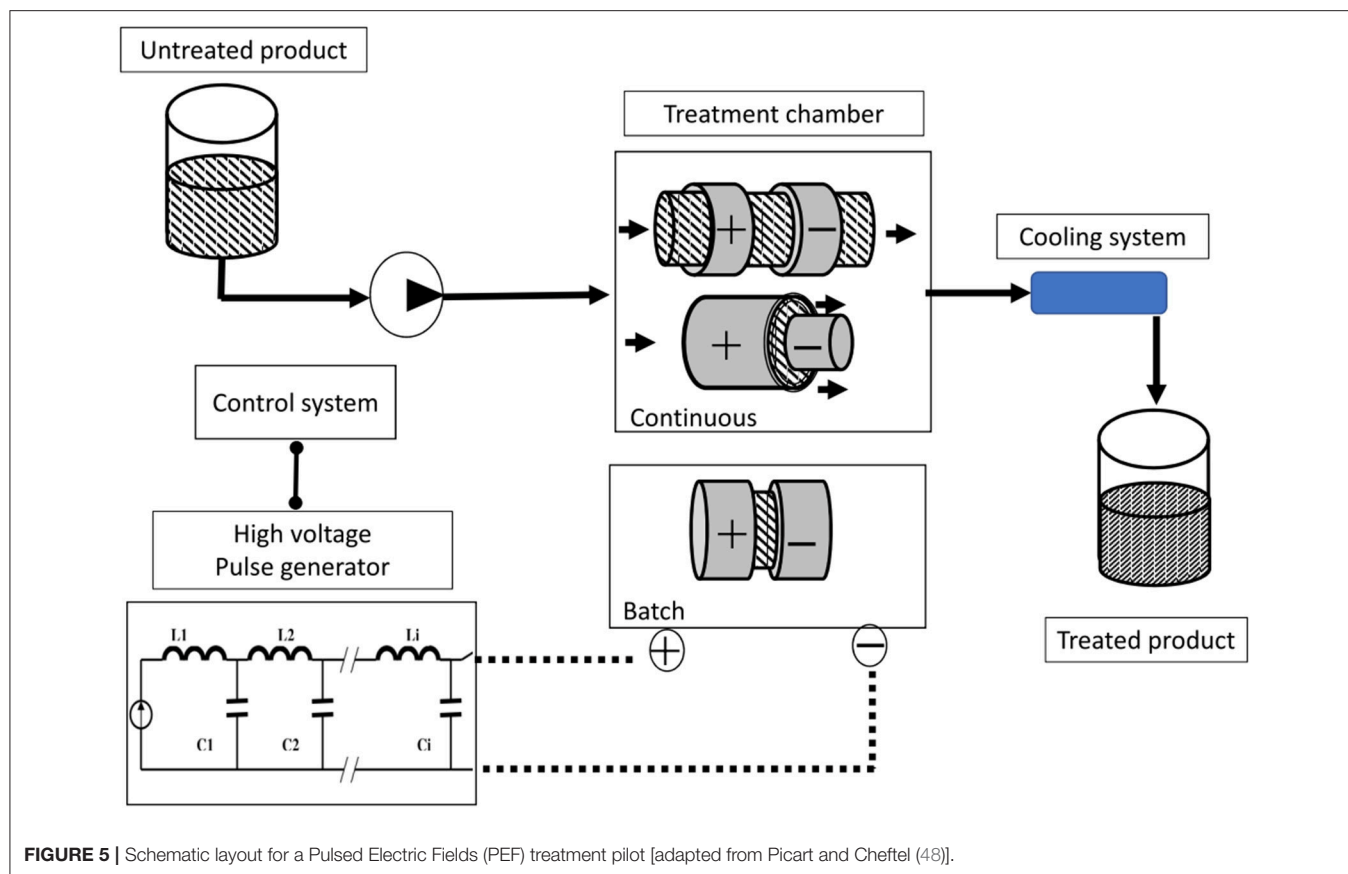 Untreated product
Treatment chamber
+
−
Cooling system
+
−
Continuous
Control system
High voltage
Pulse generator
+
−
Batch
L1
L2
Li
+
−
C1
C2
Ci
Treated product
FIGURE 5 | Schematic layout for a Pulsed Electric Fields (PEF) treatment pilot [adapted from Picart and Cheftel (48)].